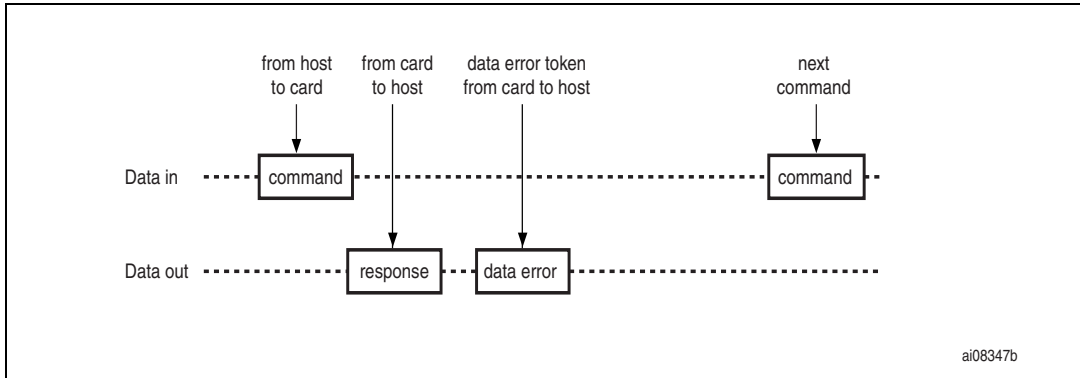 from host
to card
from card
to host
data error token
from card to host
next
command
Data in
command
command
Data out
response
data error
ai08347b